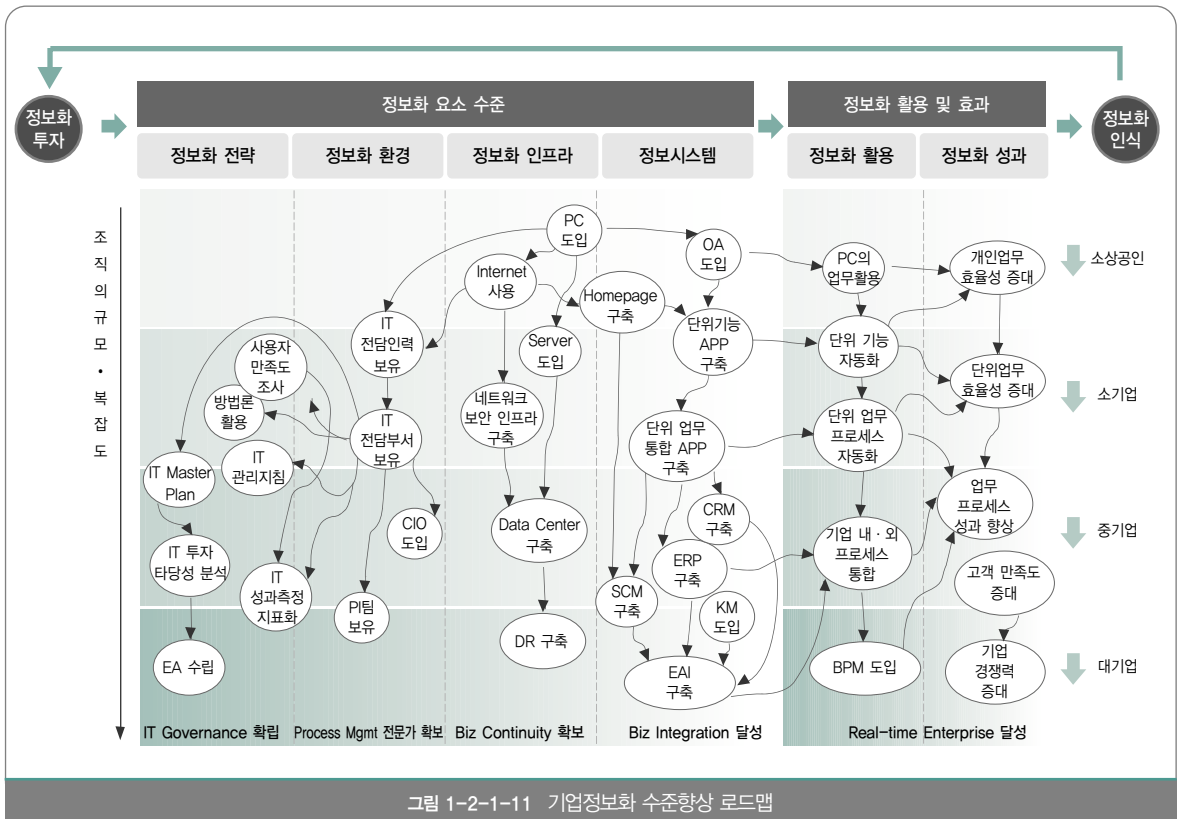 정보화
투자
정보화 요소 수준
정보화 활용 및 효과
정보화
인식
정보화 전략
정보화 환경
정보화 인프라
정보시스템
정보화 활용
정보화 성과
조직의규모·복잡도
PC
도입
OA
도입
Internet
사용
Homepage
구축
PC의
업무활용
개인업무
효율성 증대
소상공인
IT
전담인력
보유
Server
도입
단위기능
APP
구축
단위 기능
자동화
단위업무
효율성 증대
사용자
만족도
조사
방법론
활용
네트워크
보안 인프라
구축
소기업
IT
전담부서
보유
단위 업무
통합 APP
구축
단위 업무
프로세스
자동화
IT
관리지침
IT Master
Plan
CIO
도입
Data Center
구축
CRM
구축
업무
프로세스
성과 향상
중기업
IT 투자
타당성 분석
IT
성과측정
지표화
PI팀
보유
ERP
구축
SCM
구축
KM
도입
기업 내·외
프로세스
통합
고객 만족도
증대
EA 수립
DR 구축
EAI
구축
BPM 도입
기업
경쟁력
증대
대기업
IT Governance 확립
Process Mgmt 전문가 확보
Biz Continuity 확보
Biz Integration 달성
Real-time Enterprise 달성
그림 1-2-1-11 기업정보화 수준향상 로드맵